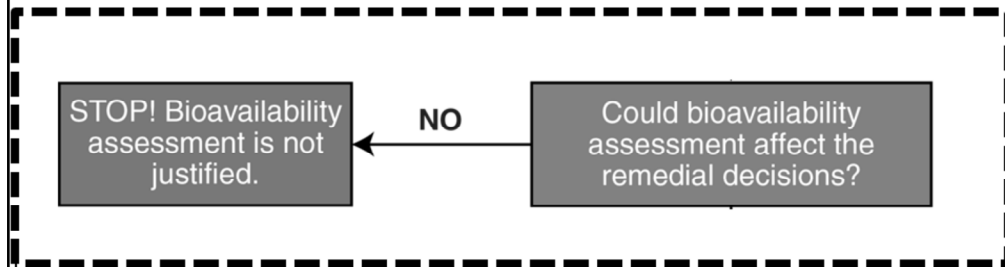 STOP! Bioavailability
assessment is not
justified.
NO
Could bioavailability
assessment affect the
remedial decisions?